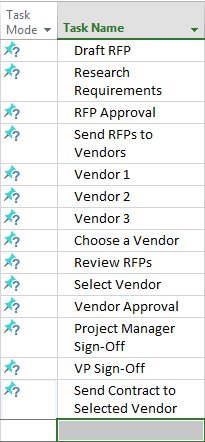 Task
Mode
Task Name
Draft RFP
Research
Requirements
RFP Approval
Send RFPs to
Vendors
Vendor 1
Vendor 2
Vendor 3
Choose a Vendor
Review RFPs
Select Vendor
Vendor Approval
Project Manager
Sign-Off
VP Sign-Off
Send Contract to
Selected Vendor